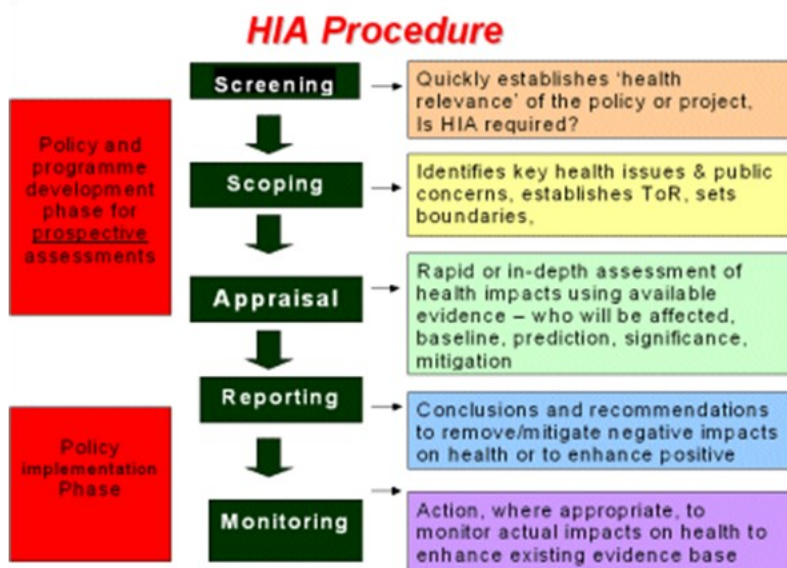 HIA Procedure
Policy and
programme
development
phase for
prospective
assessments
Policy
implementation
Phase
Screening
Quickly establishes ‘health
relevance’ of the policy or project,
Is HIA required?
Scoping
Identifies key health issues & public
concerns, establishes ToR, sets
boundaries,
Appraisal
Rapid or in-depth assessment of
health impacts using available
evidence – who will be affected,
baseline, prediction, significance,
mitigation
Reporting
Conclusions and recommendations
to remove/mitigate negative impacts
on health or to enhance positive
Monitoring
Action, where appropriate, to
monitor actual impacts on health to
enhance existing evidence base